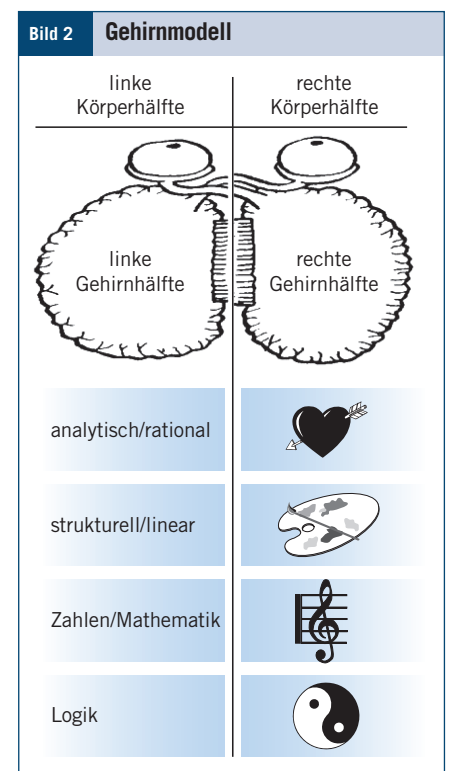 Bild 2 Gehirnmodell
linke
Körperhälfte
rechte
Körperhälfte
linke
Gehirnhälfte
rechte
Gehirnhälfte
analytisch/rational
strukturell/linear
Zahlen/Mathematik
Logik